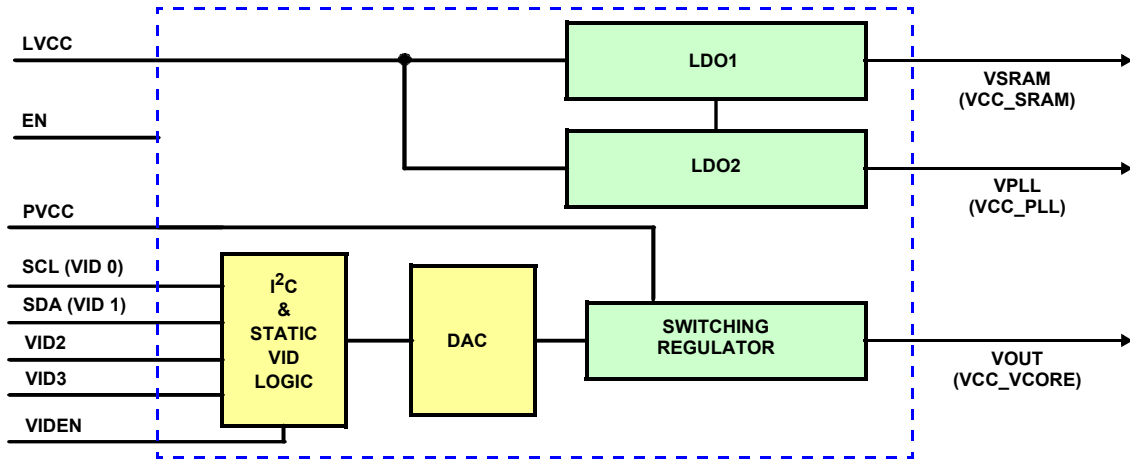 LVCC
LDO1
VSRAM
(VCC_SRAM)
EN
LDO2
VPLL
(VCC_PLL)
PVCC
SCL (VID 0)
SDA (VID 1)
VID2
VID3
VIDEN
I²C
&
STATIC
VID
LOGIC
DAC
SWITCHING
REGULATOR
VOUT
(VCC_VCORE)